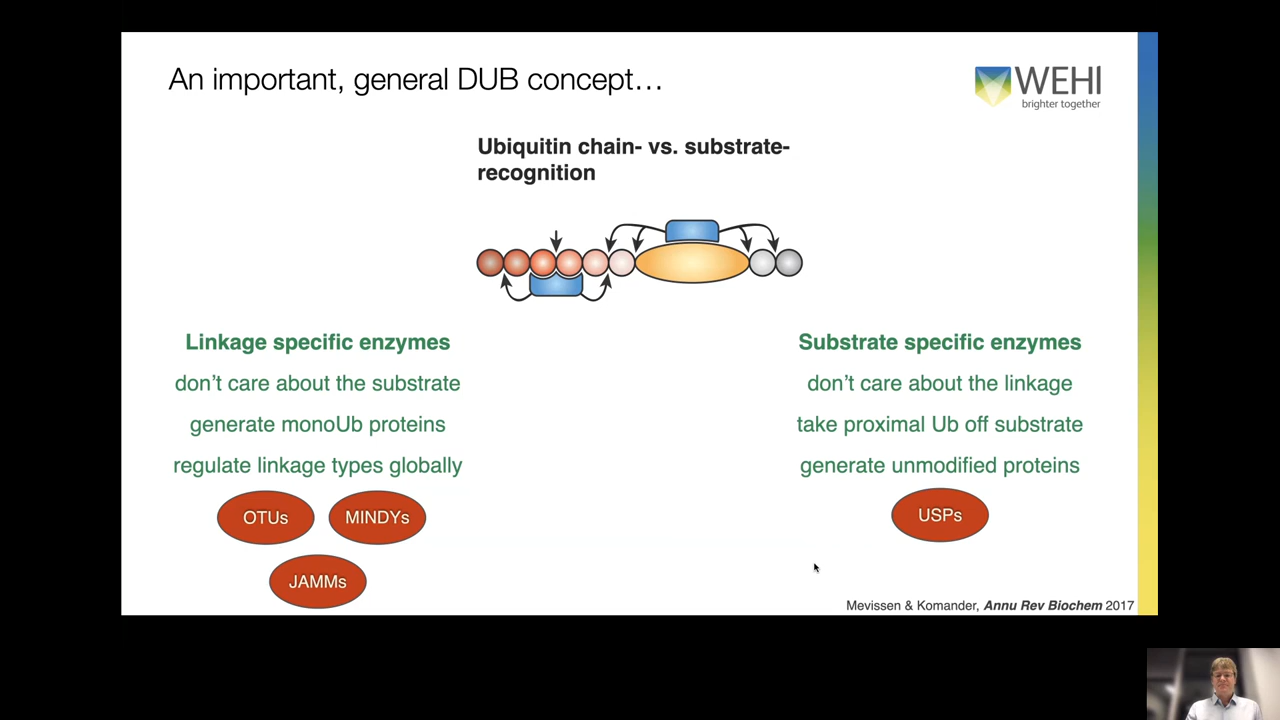 An important, general DUB concept…
WEHI
brighter together
Ubiquitin chain- vs. substrate-
recognition
Linkage specific enzymes
don't care about the substrate
generate monoUb proteins
regulate linkage types globally
OTUs
MINDYs
JAMMs
Substrate specific enzymes
don't care about the linkage
take proximal Ub off substrate
generate unmodified proteins
USPs
Mevissen & Komander, Annu Rev Biochem 2017